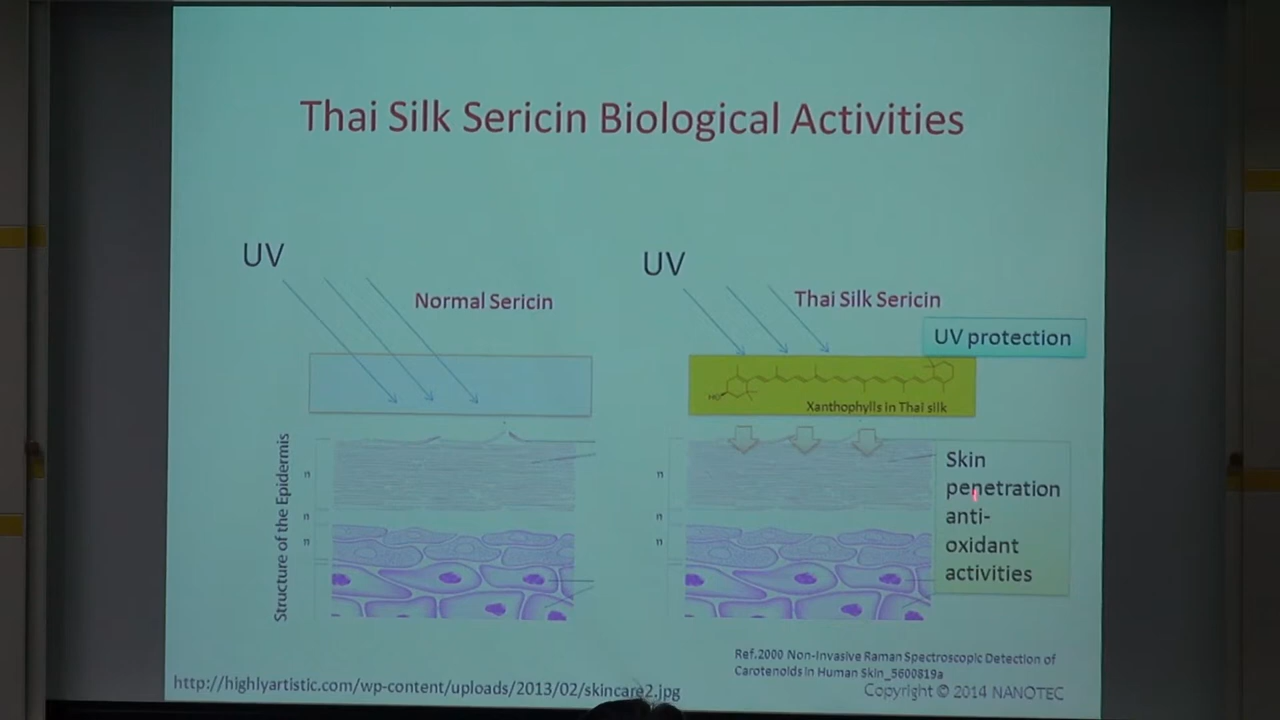 Thai Silk Sericin Biological Activities
UV
Normal Sericin
UV
Thai Silk Sericin
UV protection
HO
Xanthophylls in Thai silk
Structure of the Epidermis
n
n
n
n
n
n
Skin
penetration
anti-
oxidant
activities
Ref.2000 Non-Invasive Raman Spectroscopic Detection of
Carotenoids in Human Skin_5600819a
http://highlyartistic.com/wp-content/uploads/2013/02/skincare2.jpg
Copyright © 2014 NANOTEC